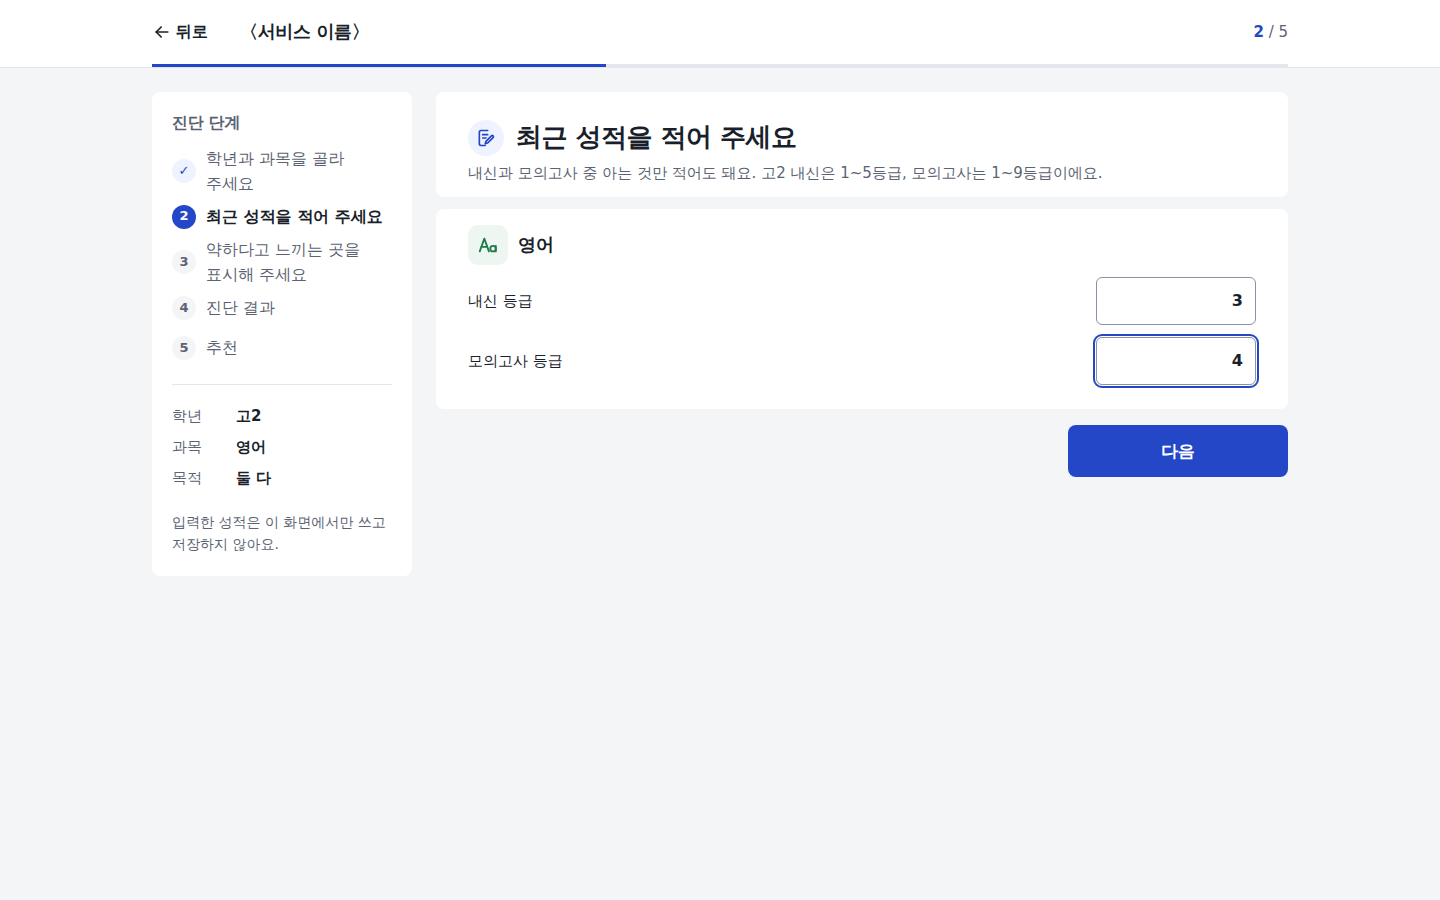 뒤로
〈서비스 이름〉
2 / 5
진단 단계
✓ 학년과 과목을 골라
주세요
2 최근 성적을 적어 주세요
3 약하다고 느끼는 곳을
표시해 주세요
4 진단 결과
5 추천
학년 고2
과목 영어
목적 둘 다
입력한 성적은 이 화면에서만 쓰고
저장하지 않아요.
최근 성적을 적어 주세요
내신과 모의고사 중 아는 것만 적어도 돼요. 고2 내신은 1~5등급, 모의고사는 1~9등급이에요.
Aa 영어
내신 등급 3
모의고사 등급 4
다음